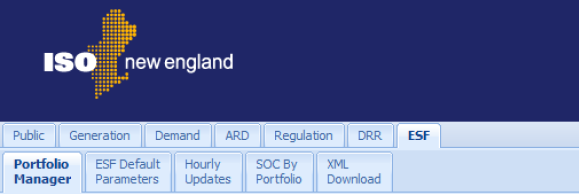 ISO new england
Public Generation Demand ARD Regulation DRR ESF
Portfolio Manager ESF Default Parameters Hourly Updates SOC By Portfolio XML Download